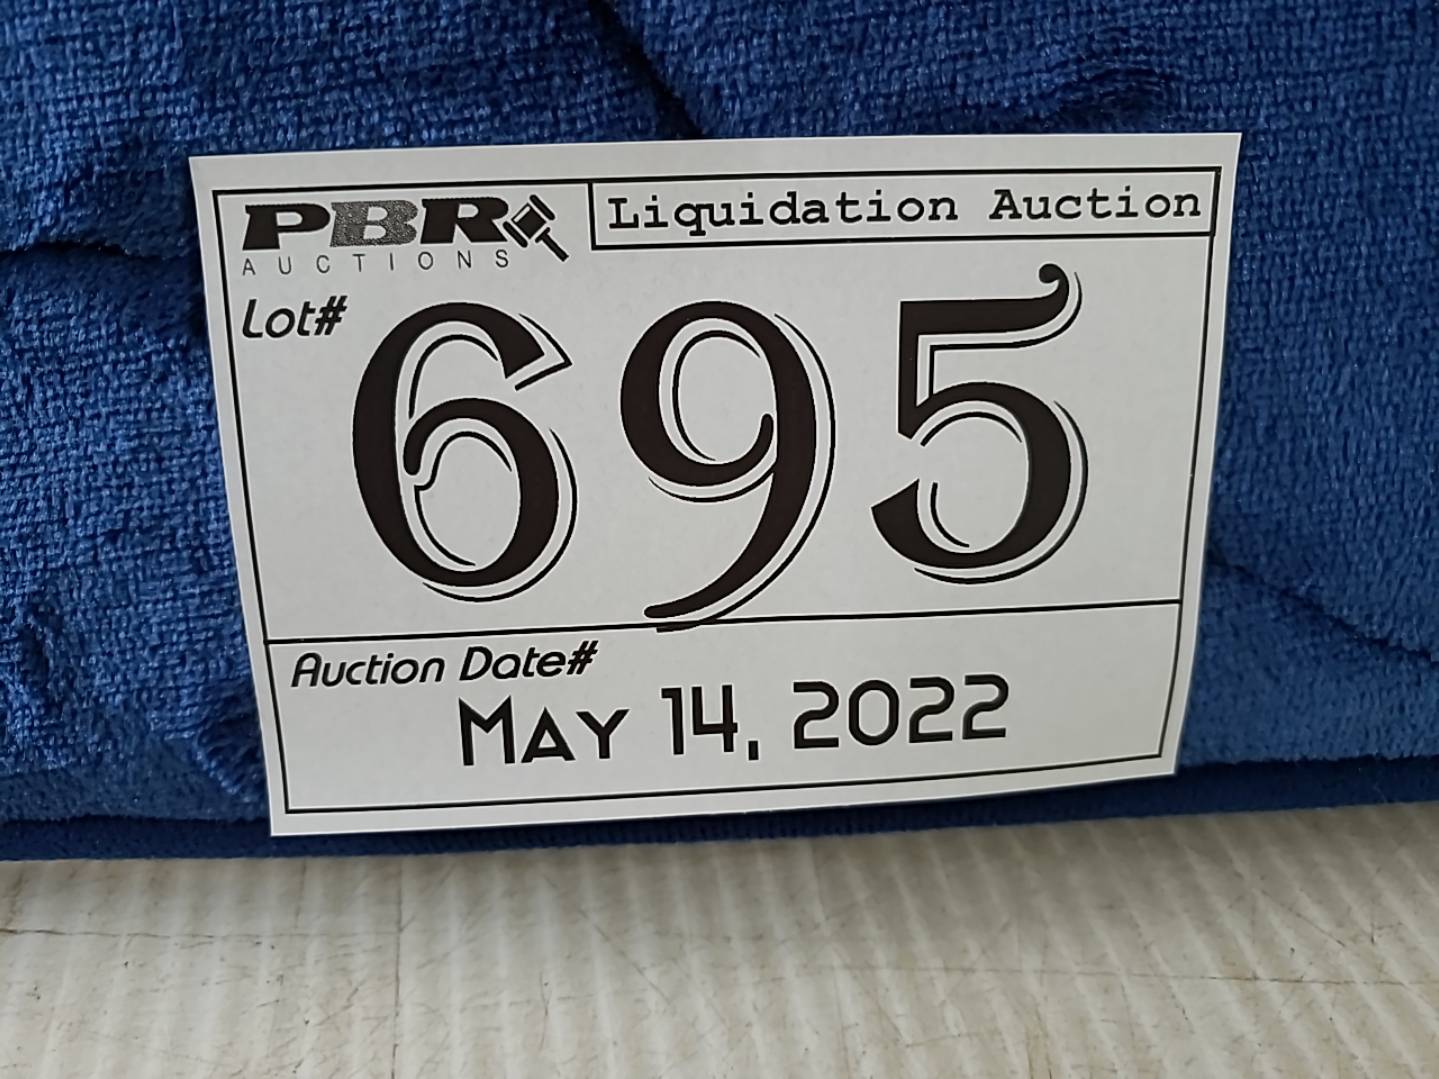 PBR
AUCTIONS
Liquidation Auction
Lot#
695
Auction Date#
May 14, 2022